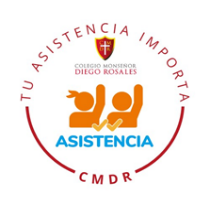 TU ASISTENCIA IMPORTA
COLEGIO MONSEÑOR
DIEGO ROSALES
ASISTENCIA
CMDR